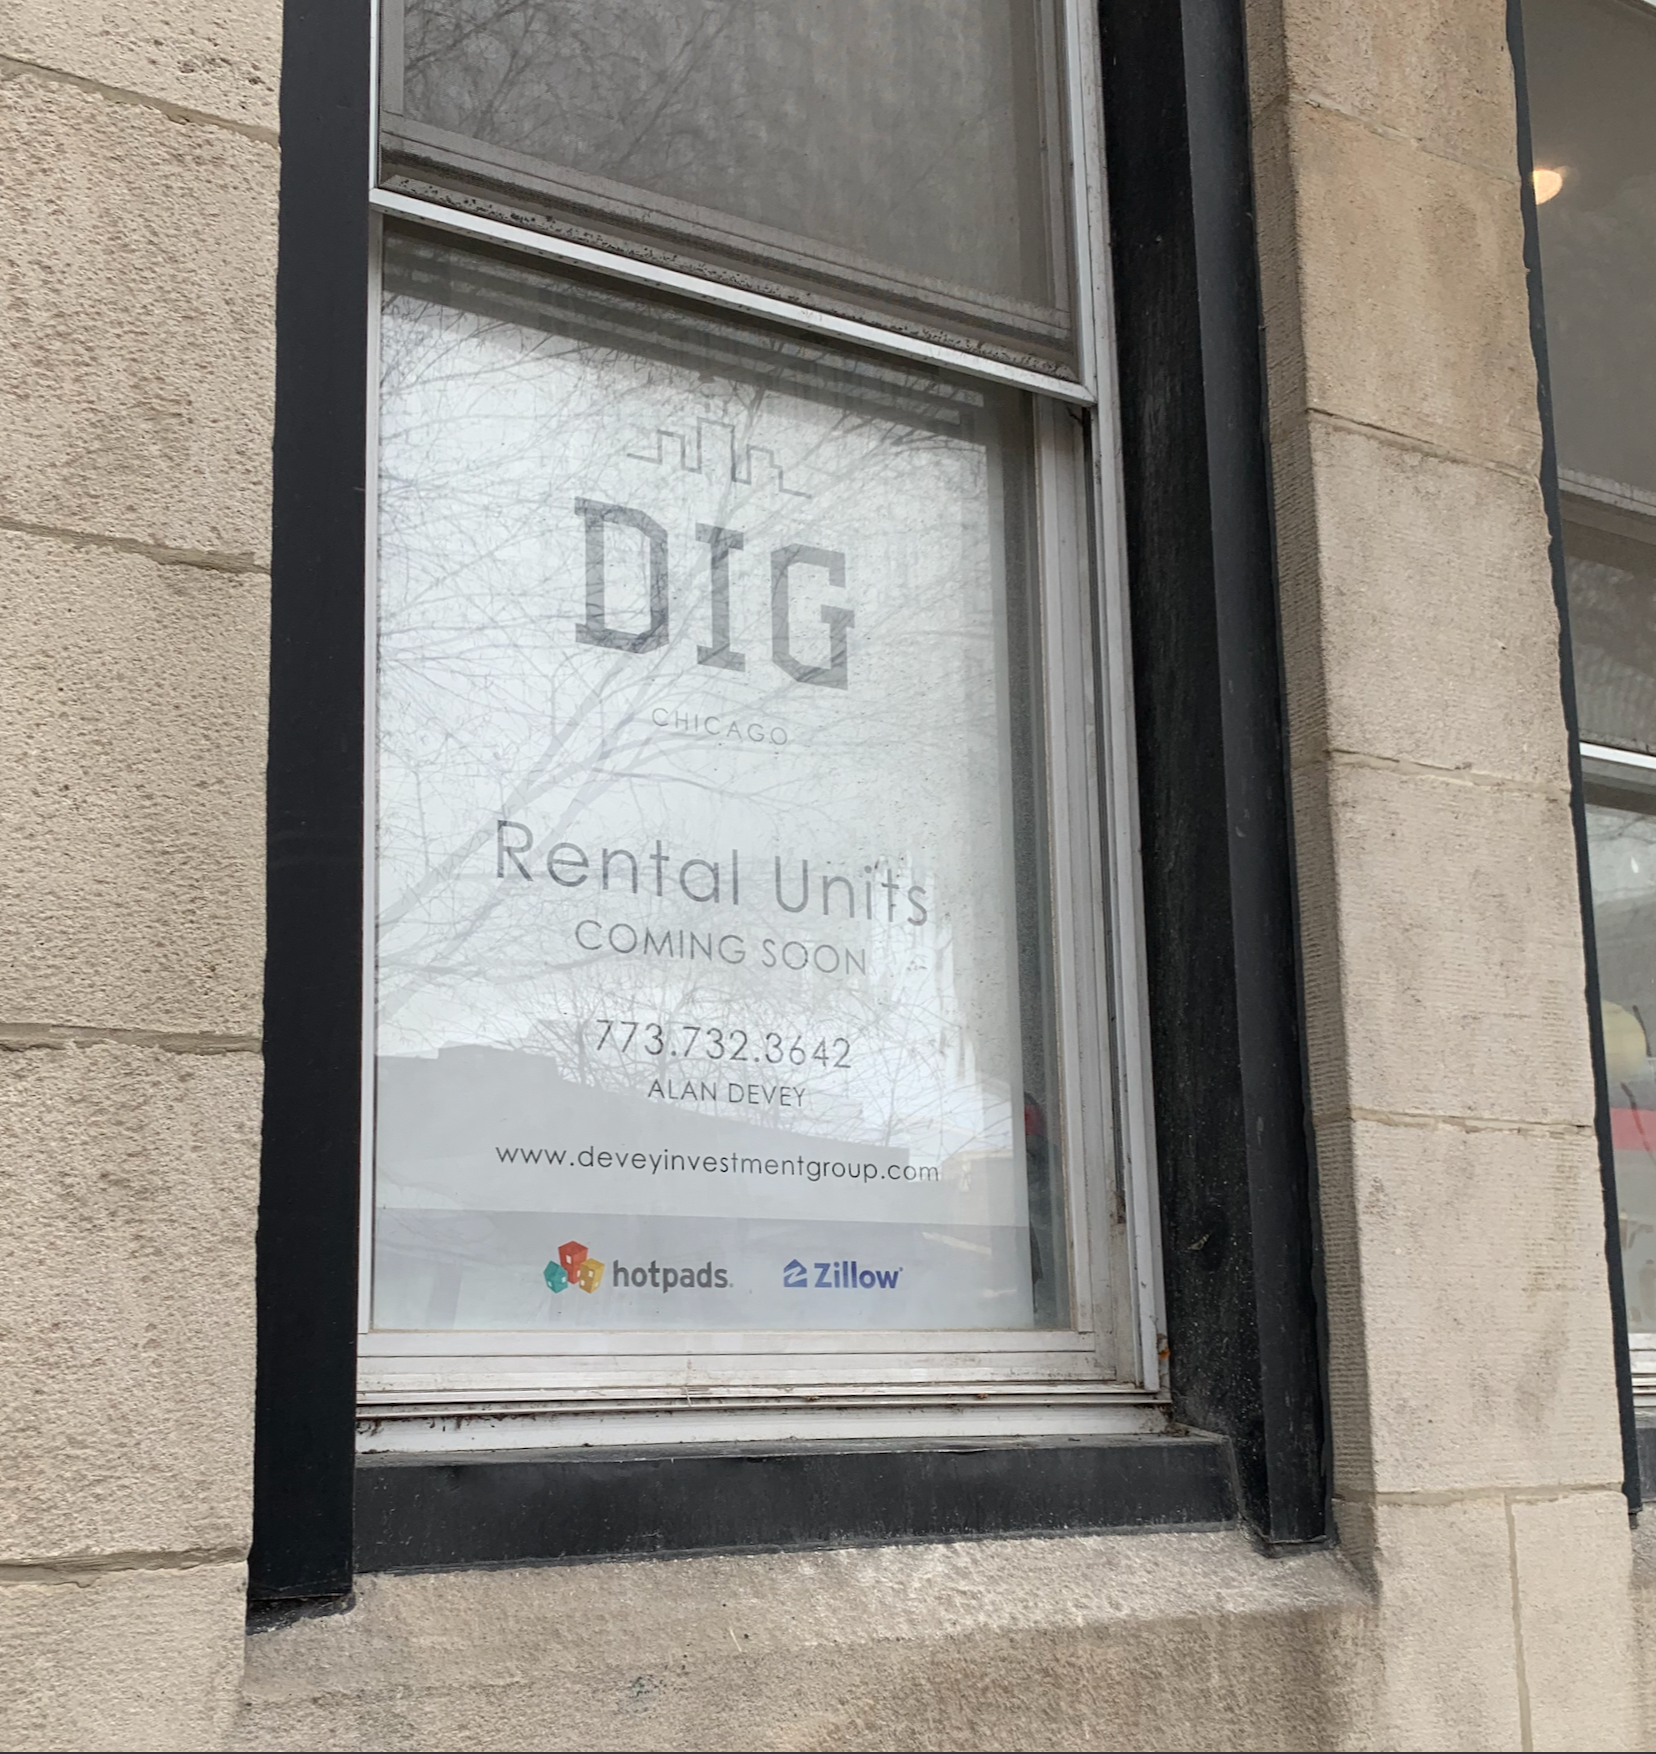 DIG
CHICAGO
Rental Units
COMING SOON
773.732.3642
ALAN DEVEY
www.deveyinvestmentgroup.com
hotpads. Zillow®